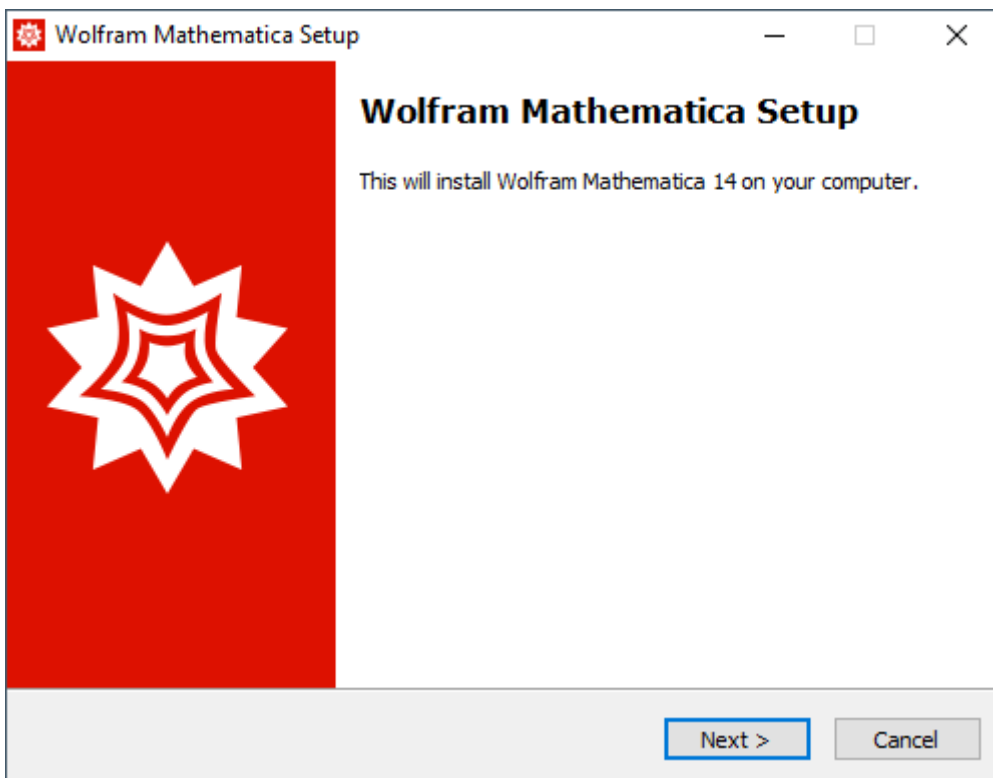 Wolfram Mathematica Setup
Wolfram Mathematica Setup
This will install Wolfram Mathematica 14 on your computer.
Next >
Cancel